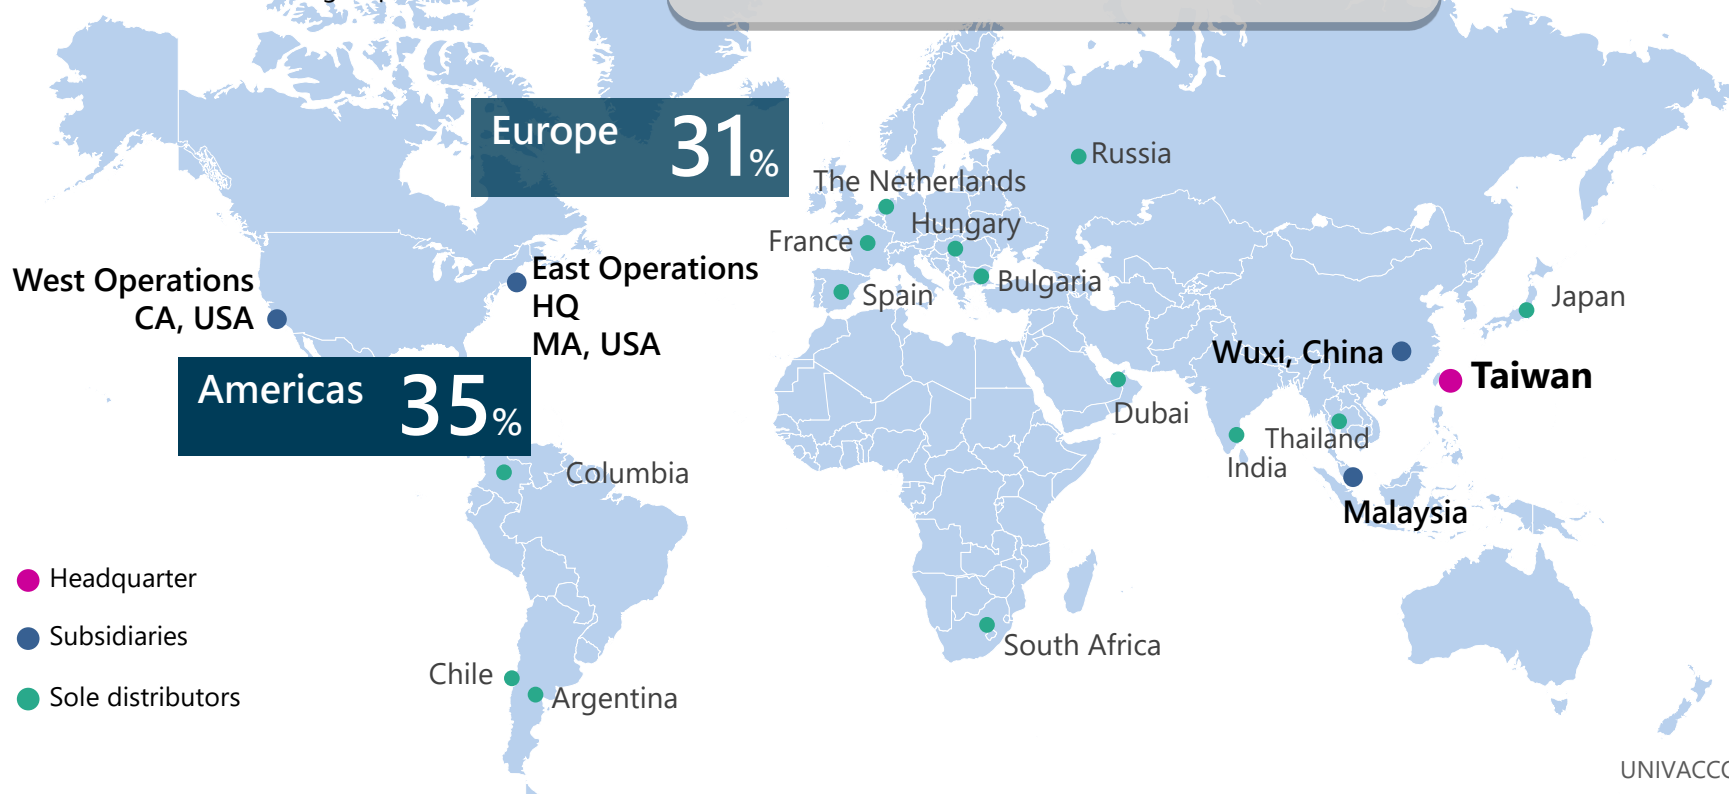 Europe 31%
Russia
The Netherlands
Hungary
France
Bulgaria
Spain
West Operations
CA, USA
East Operations
HQ
MA, USA
Japan
Wuxi, China
Taiwan
Americas 35%
Dubai
Thailand
India
Columbia
Malaysia
Headquarter
Subsidiaries
Sole distributors
South Africa
Chile
Argentina